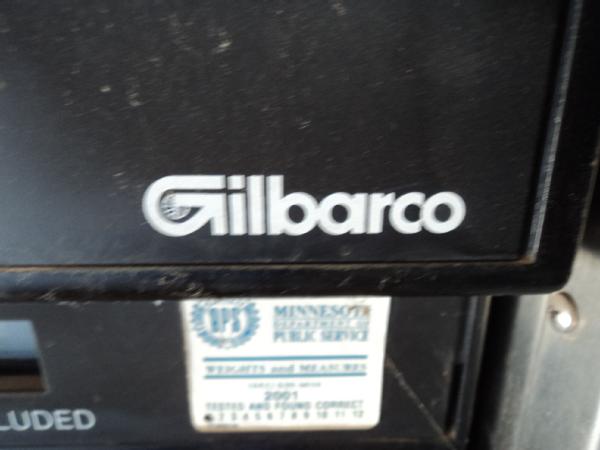 Gilbarco
MINNESOTA
DEPARTMENT OF
PUBLIC SERVICE
WEIGHTS and MEASURES
2001
TESTED AND FOUND CORRECT
2 3 4 5 6 7 8 9 10 11 12
LUDED